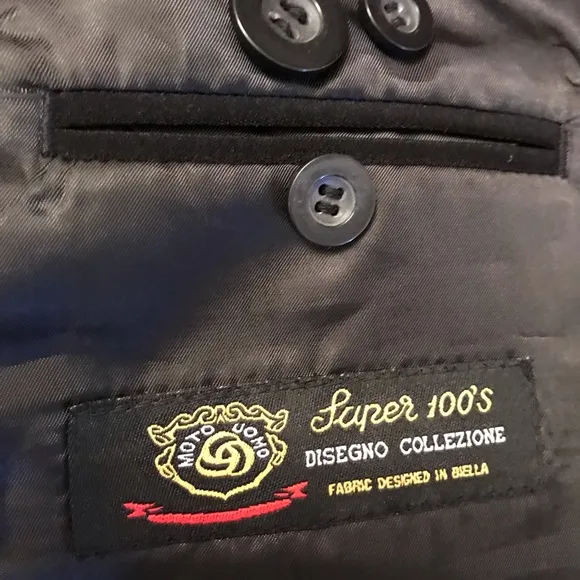 MOTO UOMO
Super 100's
DISEGNO COLLEZIONE
FABRIC DESIGNED IN BIELLA